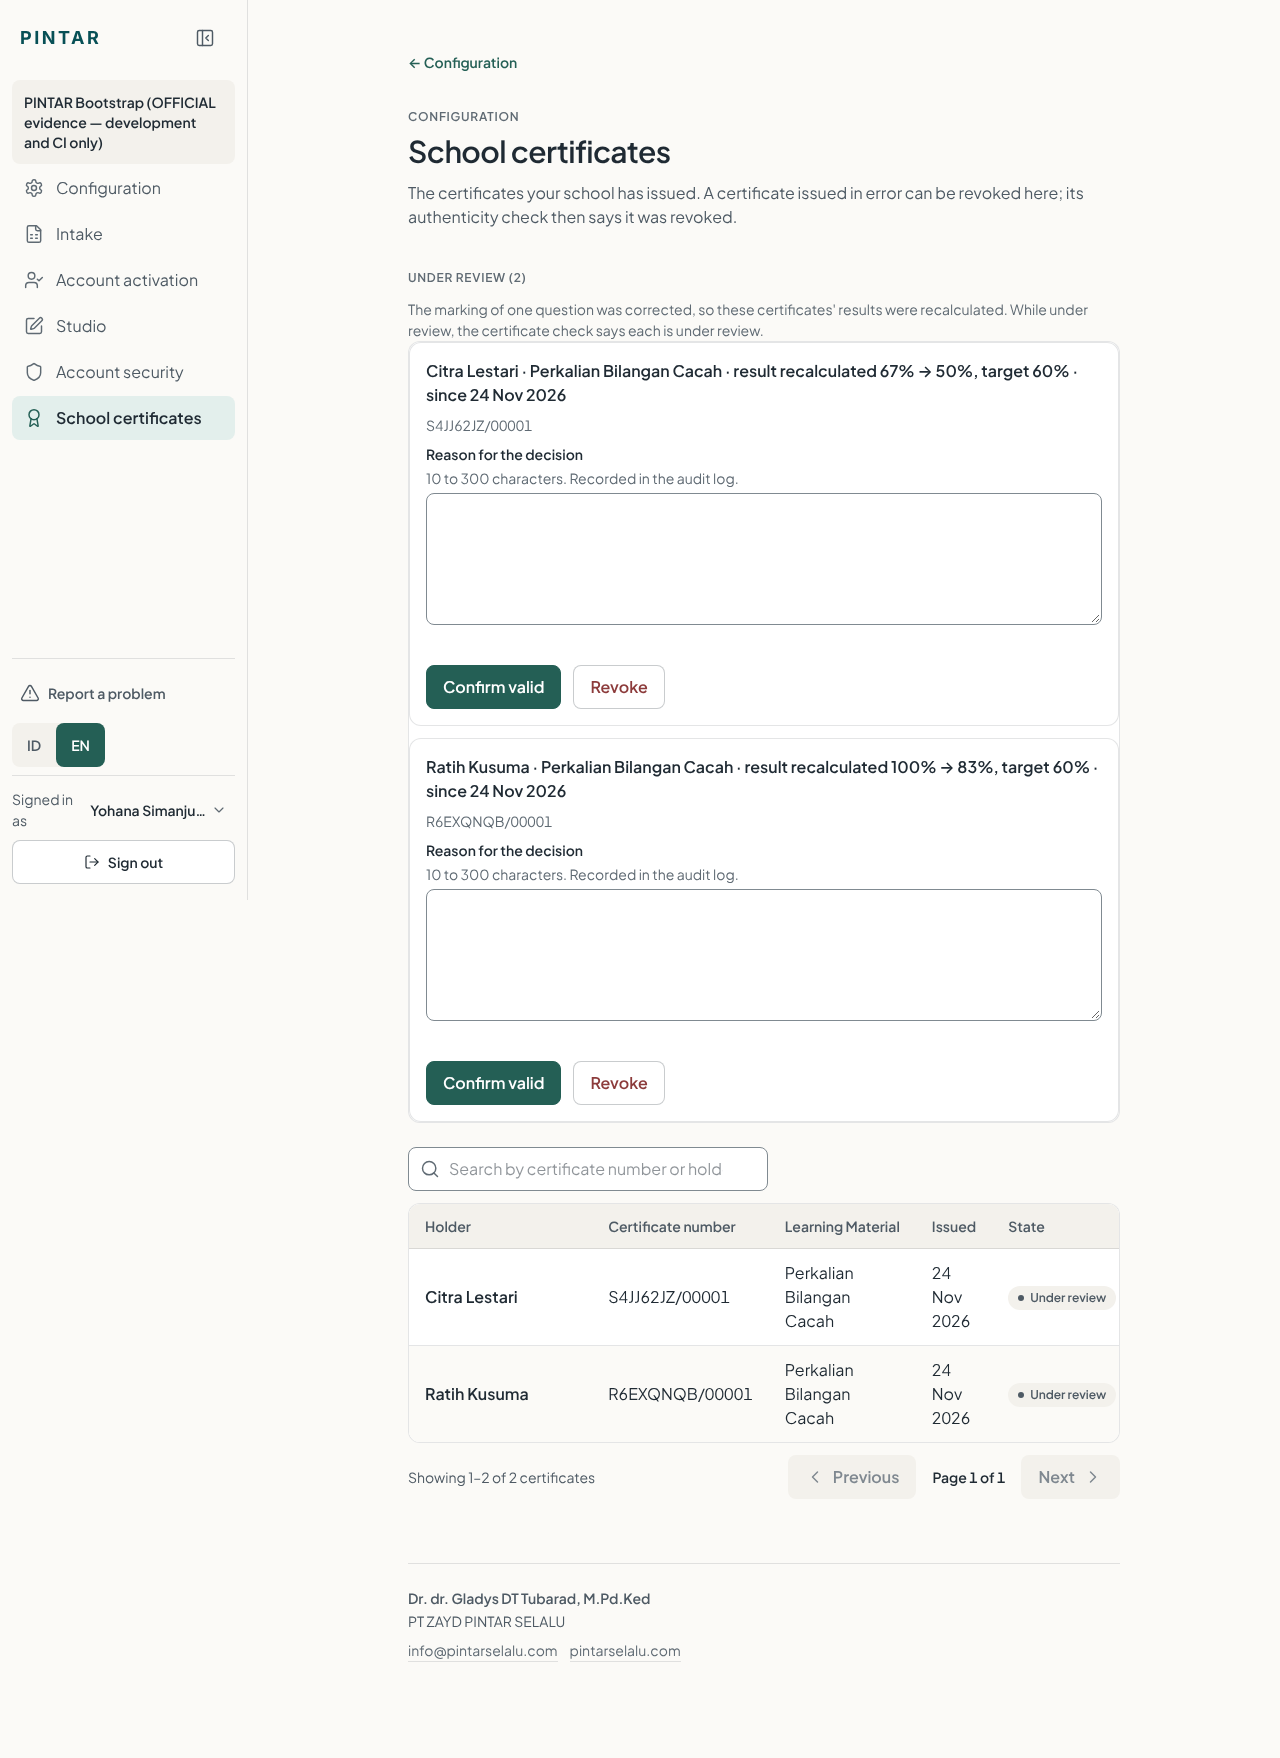 PINTAR
PINTAR Bootstrap (OFFICIAL
evidence — development
and CI only)
Configuration
Intake
Account activation
Studio
Account security
School certificates
Report a problem
ID
EN
Signed in
as
Yohana Simanju…
Sign out
← Configuration
CONFIGURATION
School certificates
The certificates your school has issued. A certificate issued in error can be revoked here; its
authenticity check then says it was revoked.
UNDER REVIEW (2)
The marking of one question was corrected, so these certificates' results were recalculated. While under
review, the certificate check says each is under review.
Citra Lestari · Perkalian Bilangan Cacah · result recalculated 67% → 50%, target 60% ·
since 24 Nov 2026
S4JJ62JZ/00001
Reason for the decision
10 to 300 characters. Recorded in the audit log.
Confirm valid
Revoke
Ratih Kusuma · Perkalian Bilangan Cacah · result recalculated 100% → 83%, target 60% ·
since 24 Nov 2026
R6EXQNQB/00001
Reason for the decision
10 to 300 characters. Recorded in the audit log.
Confirm valid
Revoke
Search by certificate number or hold
Holder
Certificate number
Learning Material
Issued
State
Citra Lestari
S4JJ62JZ/00001
Perkalian
Bilangan
Cacah
24
Nov
2026
Under review
Ratih Kusuma
R6EXQNQB/00001
Perkalian
Bilangan
Cacah
24
Nov
2026
Under review
Showing 1–2 of 2 certificates
Previous
Page 1 of 1
Next
Dr. dr. Gladys DT Tubarad, M.Pd.Ked
PT ZAYD PINTAR SELALU
info@pintarselalu.com
pintarselalu.com